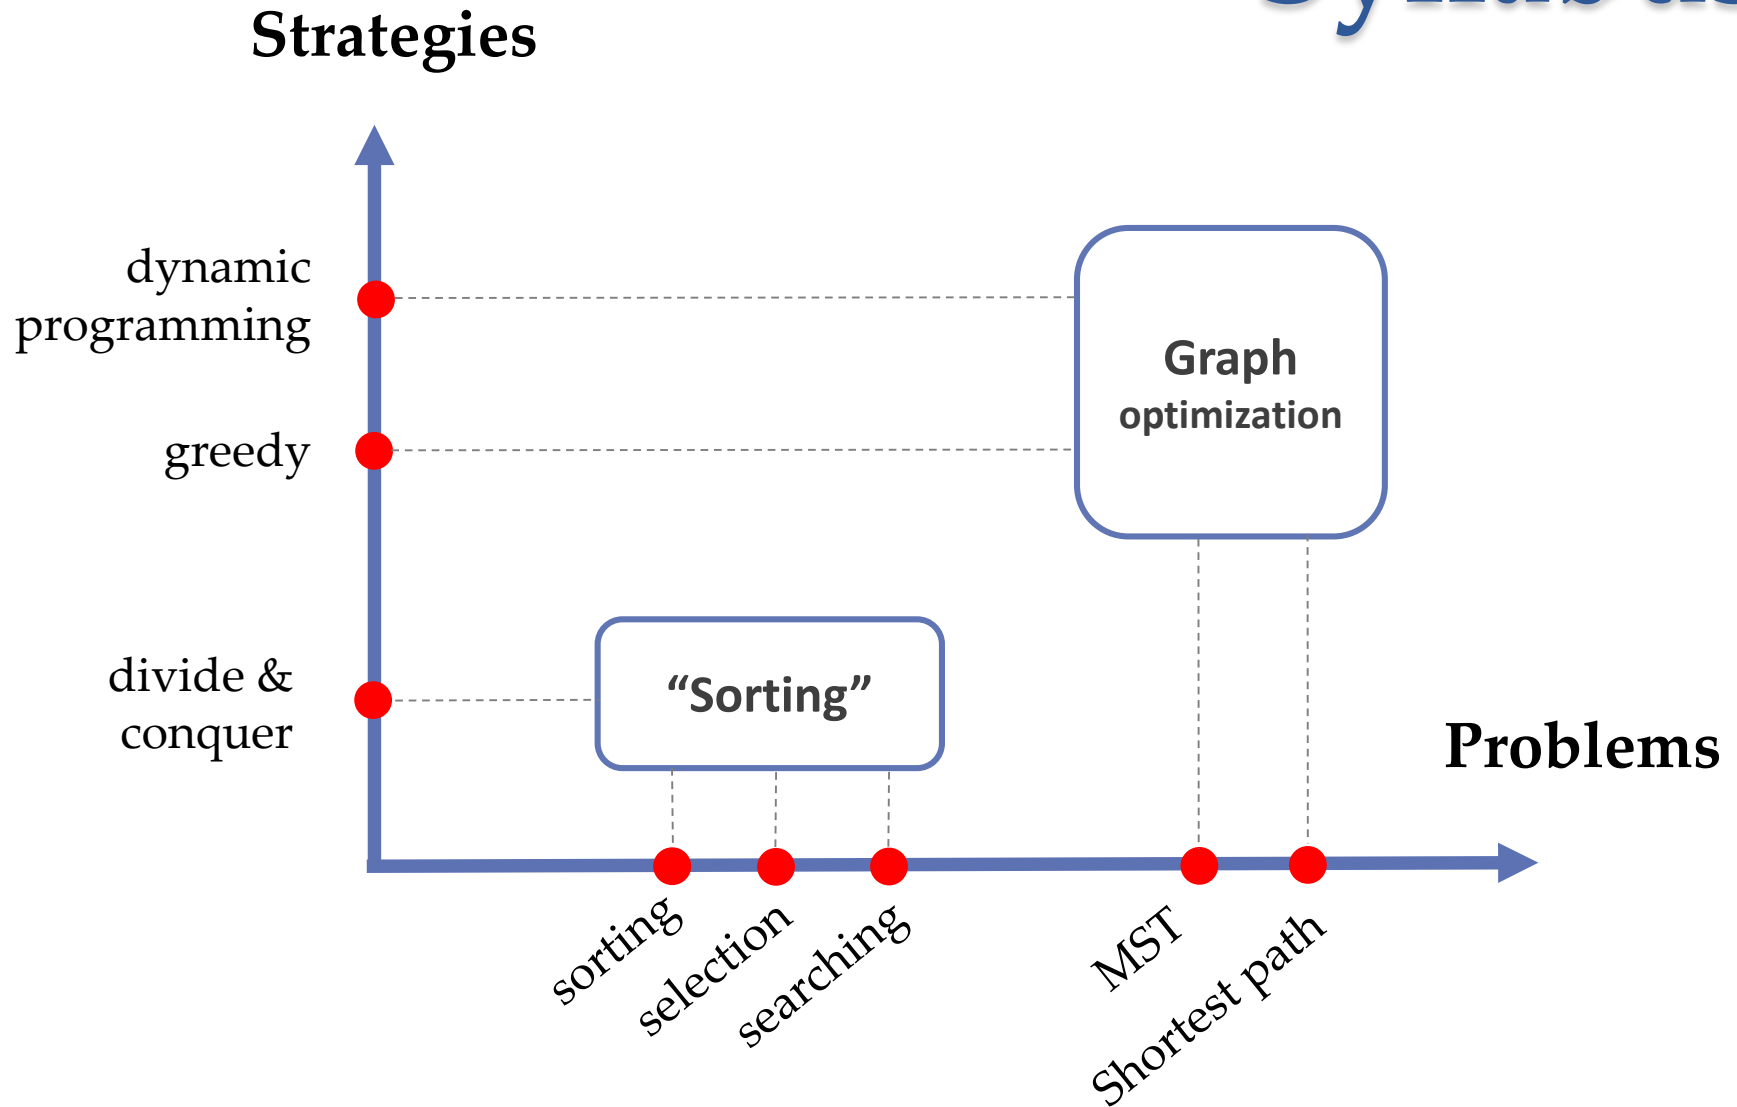 Strategies
dynamic
programming
greedy
divide &
conquer
Graph
optimization
“Sorting”
Problems
sorting
selection
searching
MST
Shortest path